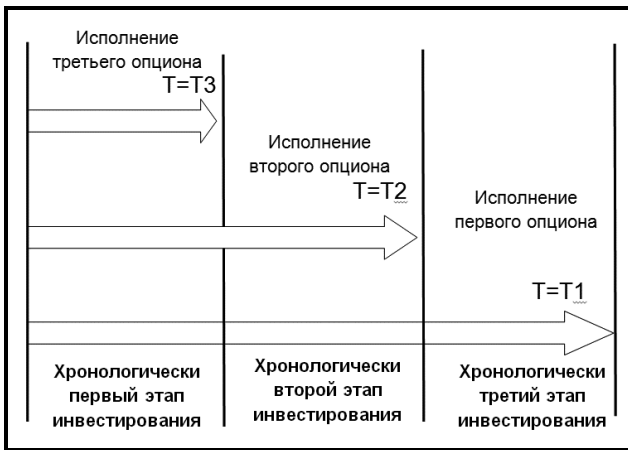 Исполнение
третьего опциона
T=T3
Исполнение
второго опциона
T=T2
Исполнение
первого опциона
T=T1
Хронологически
первый этап
инвестирования
Хронологически
второй этап
инвестирования
Хронологически
третий этап
инвестирования